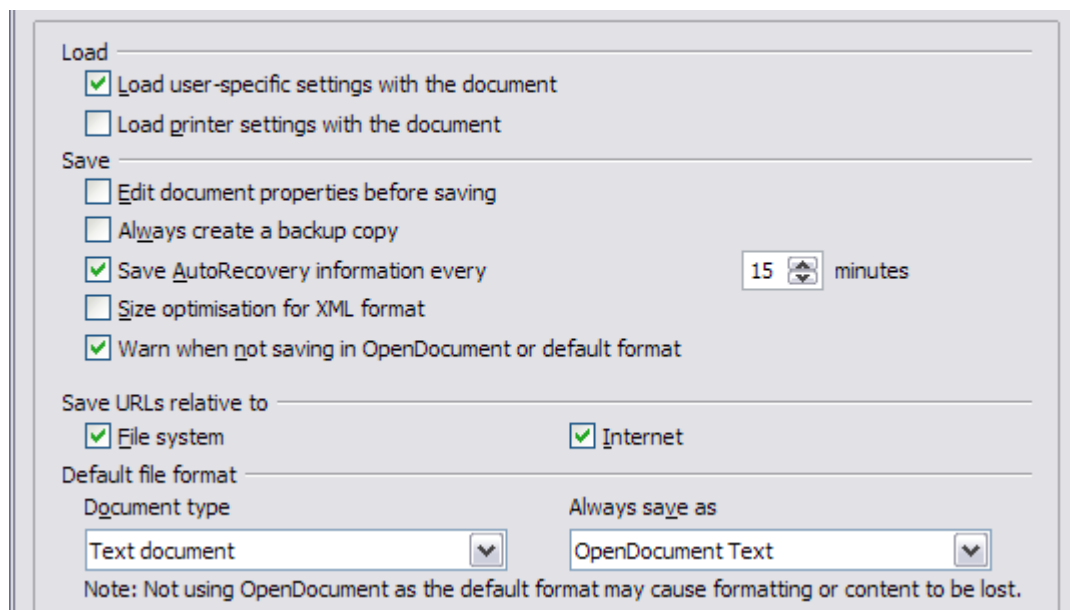 Load
Load user-specific settings with the document
Load printer settings with the document
Save
Edit document properties before saving
Always create a backup copy
Save AutoRecovery information every 15 minutes
Size optimisation for XML format
Warn when not saving in OpenDocument or default format
Save URLs relative to
File system Internet
Default file format
Document type Always save as
Text document OpenDocument Text
Note: Not using OpenDocument as the default format may cause formatting or content to be lost.